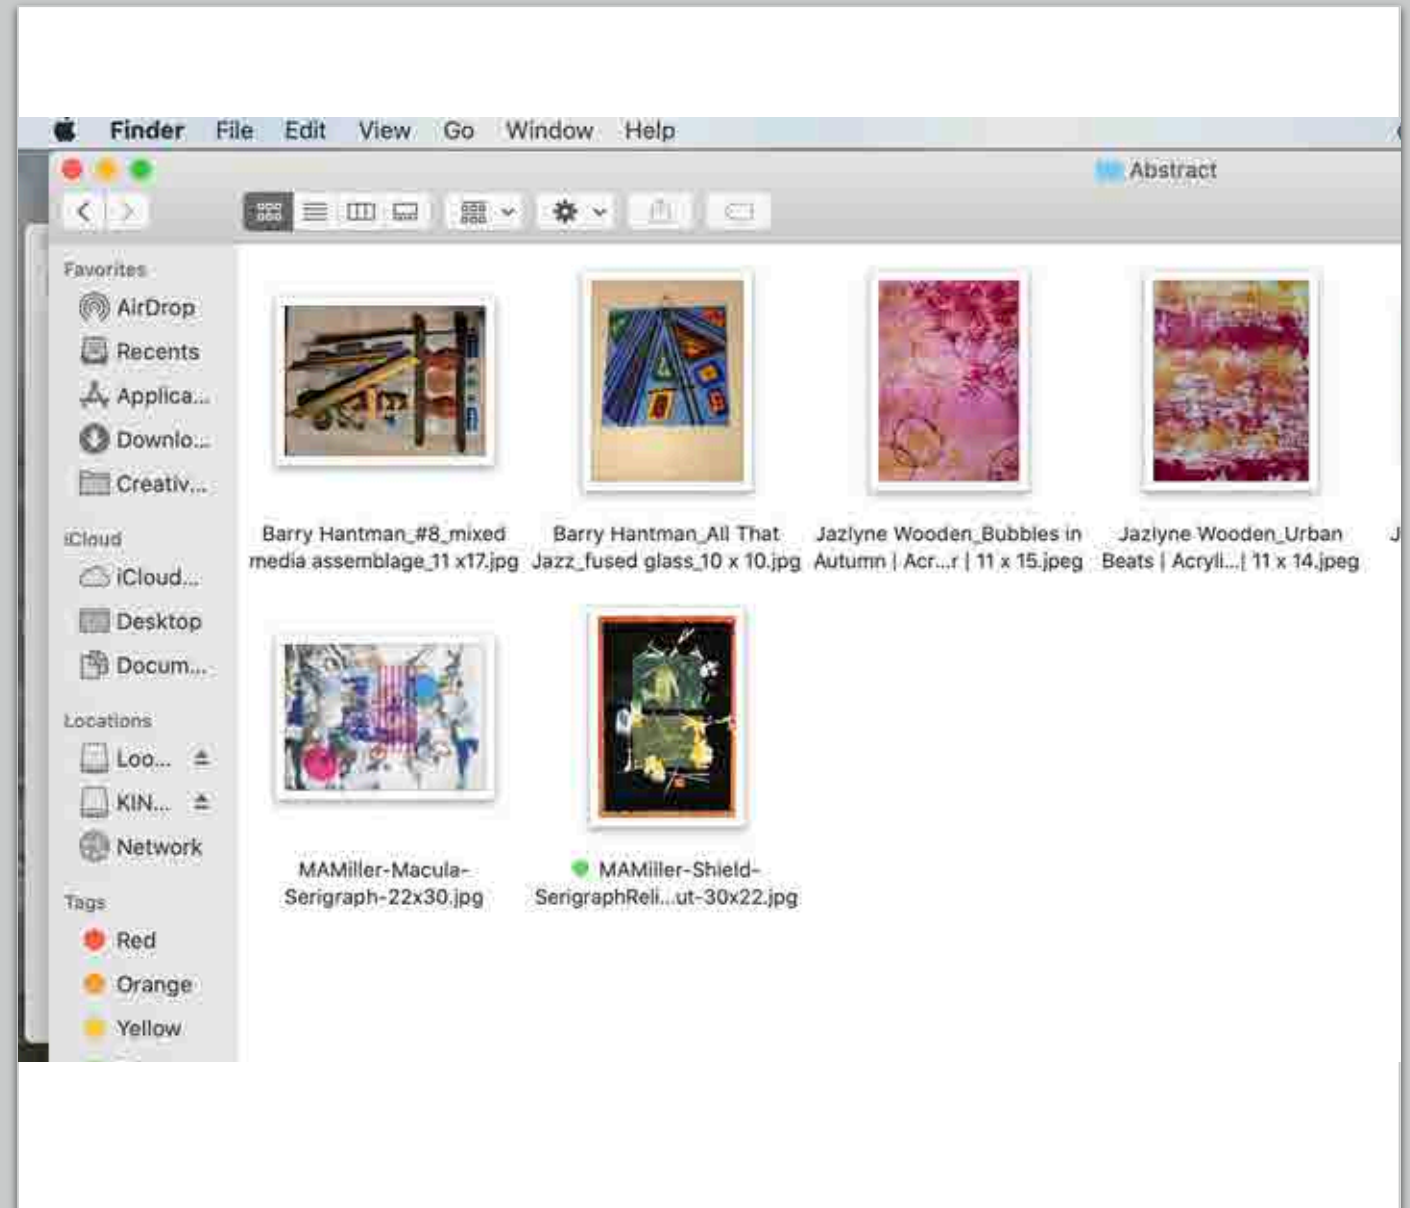 Finder File Edit View Go Window Help
Abstract
Favorites
AirDrop
Recents
Applica...
Downlo...
Creativ...
iCloud
iCloud...
Desktop
Docum...
Locations
Loo...
KIN...
Network
Tags
Red
Orange
Yellow
Barry Hantman_#8_mixed
media assemblage_11 x17.jpg
Barry Hantman_All That
Jazz_fused glass_10 x 10.jpg
Jazlyne Wooden_Bubbles in
Autumn | Acr...r | 11 x 15.jpeg
Jazlyne Wooden_Urban
Beats | Acryli...| 11 x 14.jpeg
J
MAMiller-Macula-
Serigraph-22x30.jpg
MAMiller-Shield-
SerigraphReli...ut-30x22.jpg